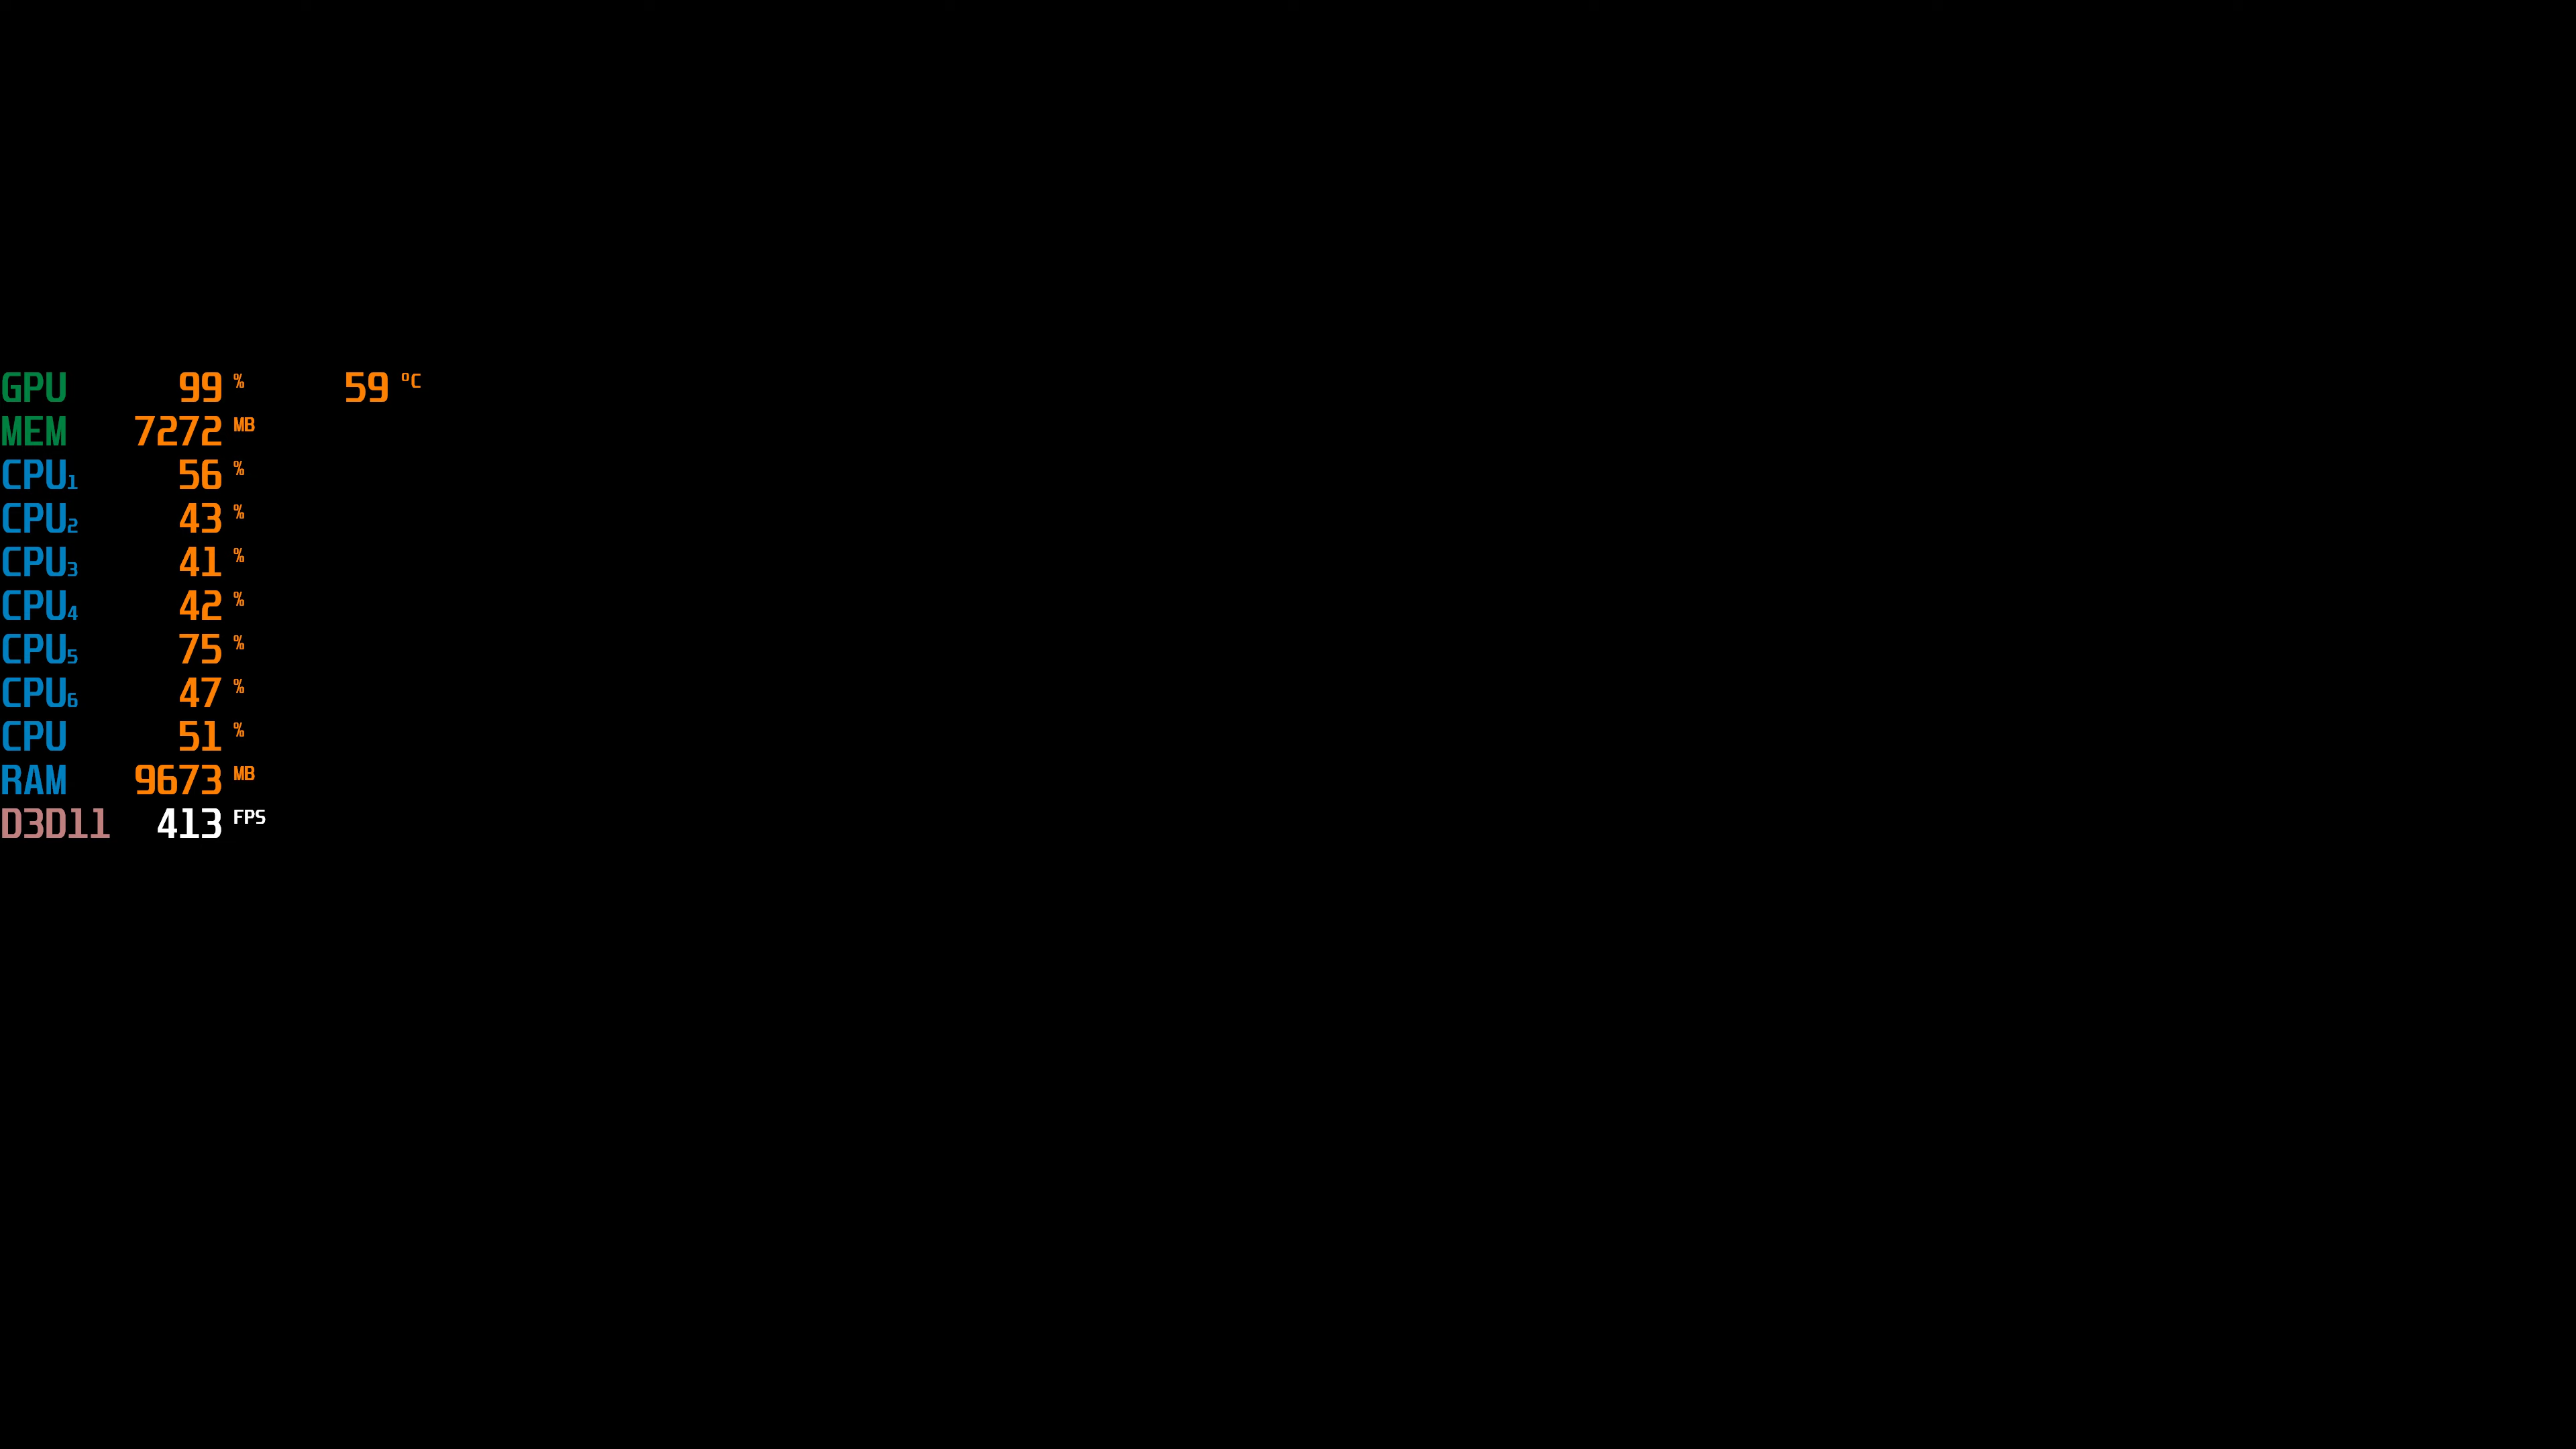 GPU 99 % 59 °C
MEM 7272 MB
CPU1 56 %
CPU2 43 %
CPU3 41 %
CPU4 42 %
CPU5 75 %
CPU6 47 %
CPU 51 %
RAM 9673 MB
D3D11 413 FPS